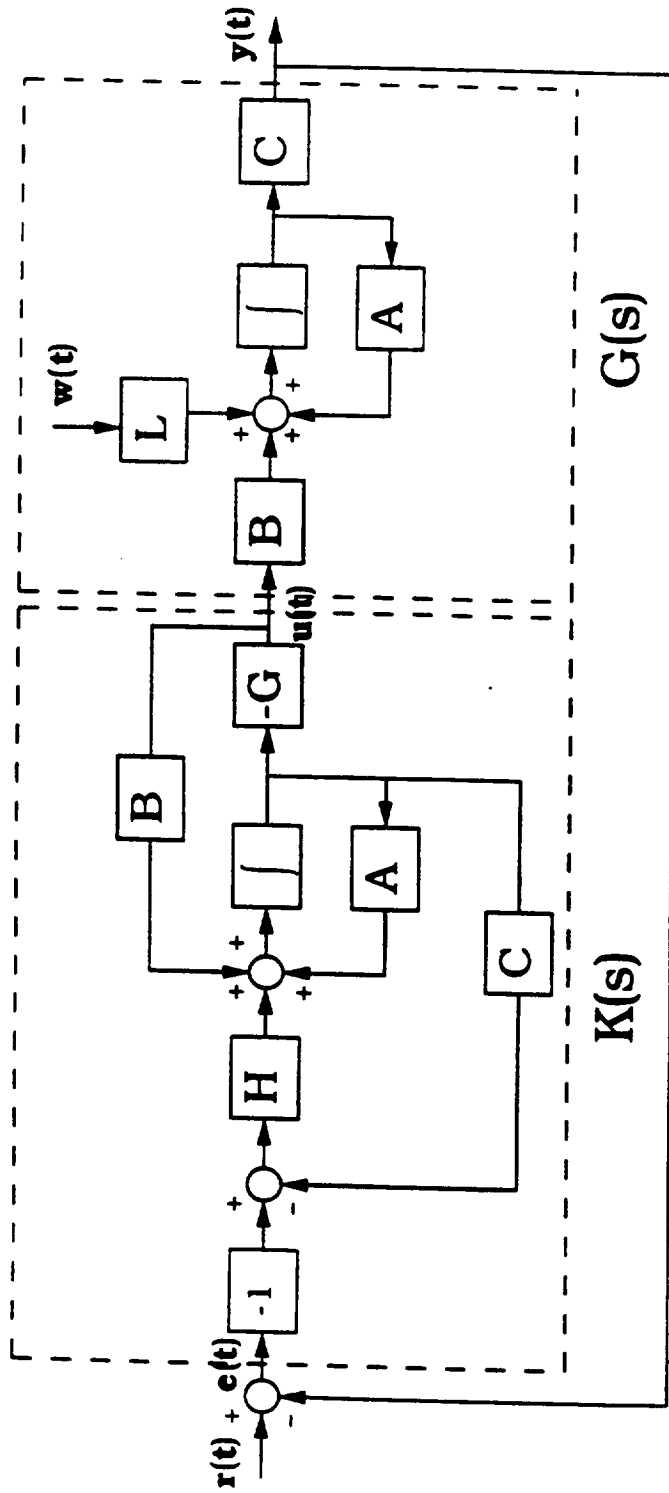 r(t)
+
-
e(t)
-1
+
-
H
+
+
+
B
∫
A
C
-G
u(t)
B
w(t)
L
+
+
+
∫
A
C
y(t)
K(s)
G(s)